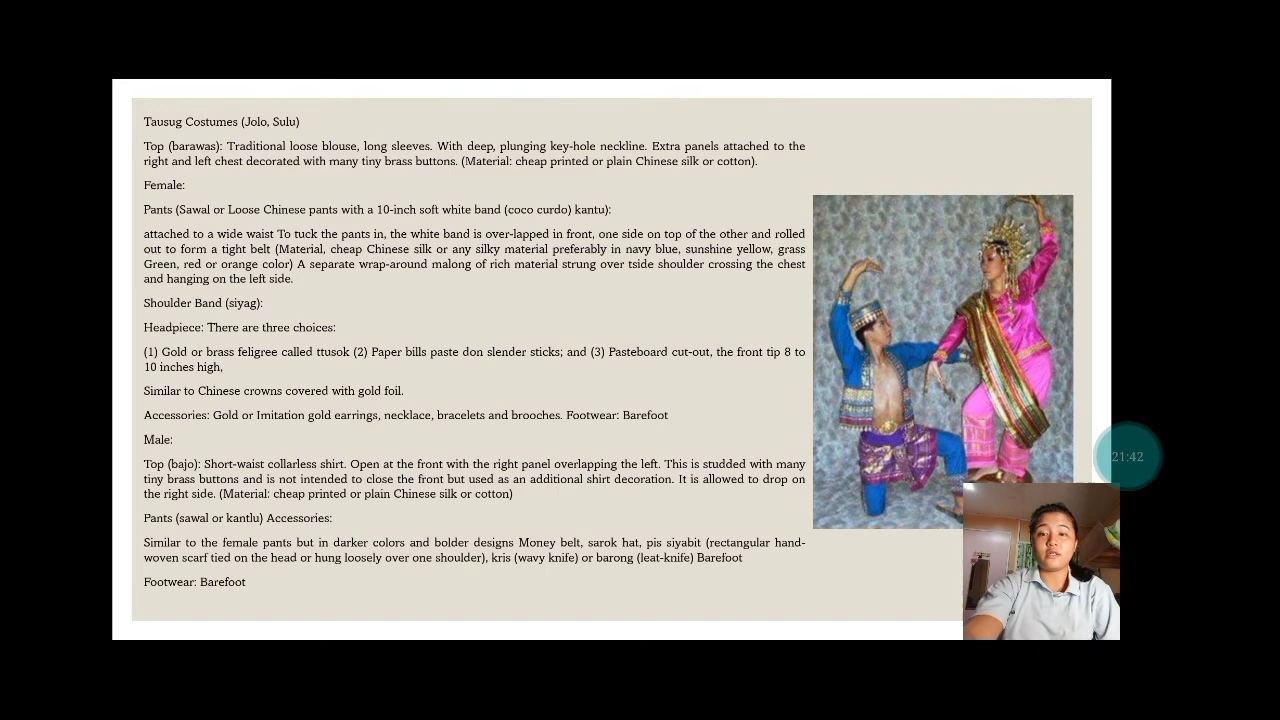 Tausug Costumes (Jolo, Sulu)
Top (barawas): Traditional loose blouse, long sleeves. With deep, plunging key-hole neckline. Extra panels attached to the
right and left chest decorated with many tiny brass buttons. (Material: cheap printed or plain Chinese silk or cotton).
Female:
Pants (Sawal or Loose Chinese pants with a 10-inch soft white band (coco curdo) kantu):
attached to a wide waist To tuck the pants in, the white band is over-lapped in front, one side on top of the other and rolled
out to form a tight belt (Material, cheap Chinese silk or any silky material preferably in navy blue, sunshine yellow, grass
Green, red or orange color) A separate wrap-around malong of rich material strung over tside shoulder crossing the chest
and hanging on the left side.
Shoulder Band (siyag):
Headpiece: There are three choices:
(1) Gold or brass feligree called ttusok (2) Paper bills paste don slender sticks; and (3) Pasteboard cut-out, the front tip 8 to
10 inches high,
Similar to Chinese crowns covered with gold foil.
Accessories: Gold or Imitation gold earrings, necklace, bracelets and brooches. Footwear: Barefoot
Male:
Top (bajo): Short-waist collarless shirt. Open at the front with the right panel overlapping the left. This is studded with many
tiny brass buttons and is not intended to close the front but used as an additional shirt decoration. It is allowed to drop on
the right side. (Material: cheap printed or plain Chinese silk or cotton)
Pants (sawal or kantlu) Accessories:
Similar to the female pants but in darker colors and bolder designs Money belt, sarok hat, pis siyabit (rectangular hand-
woven scarf tied on the head or hung loosely over one shoulder), kris (wavy knife) or barong (leat-knife) Barefoot
Footwear: Barefoot
21:42